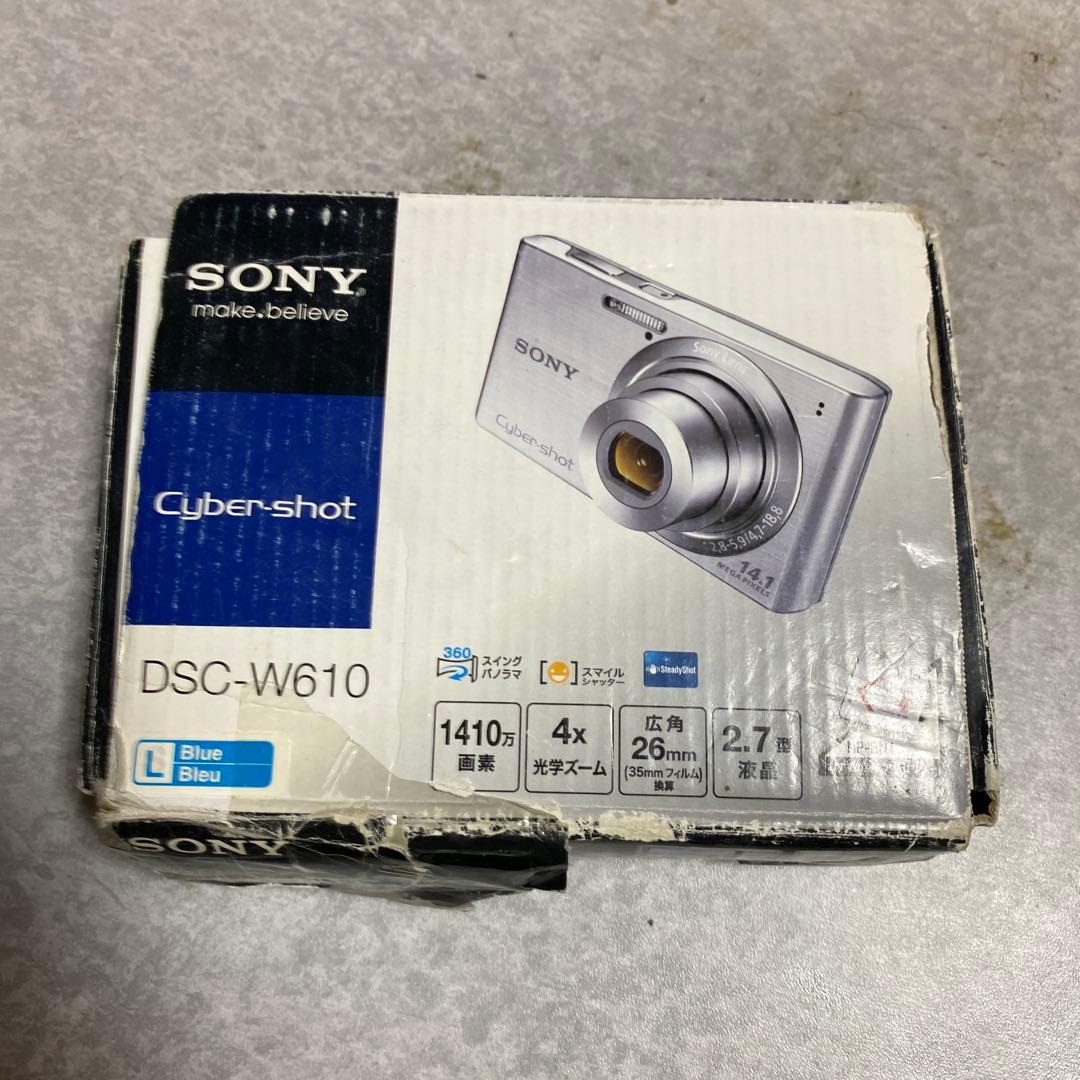 SONY
make.believe
Cyber-shot
DSC-W610
L
Blue
Bleu
SONY
Cyber-shot
Sony Lens
2,8-5,9/4,7-18,8
14.1
MEGA PIXELS
360
スイング
パノラマ
スマイル
シャッター
SteadyShot
1410万
画素
4x
光学ズーム
広角
26mm
(35mmフィルム)
換算
2.7型
液晶
SONY